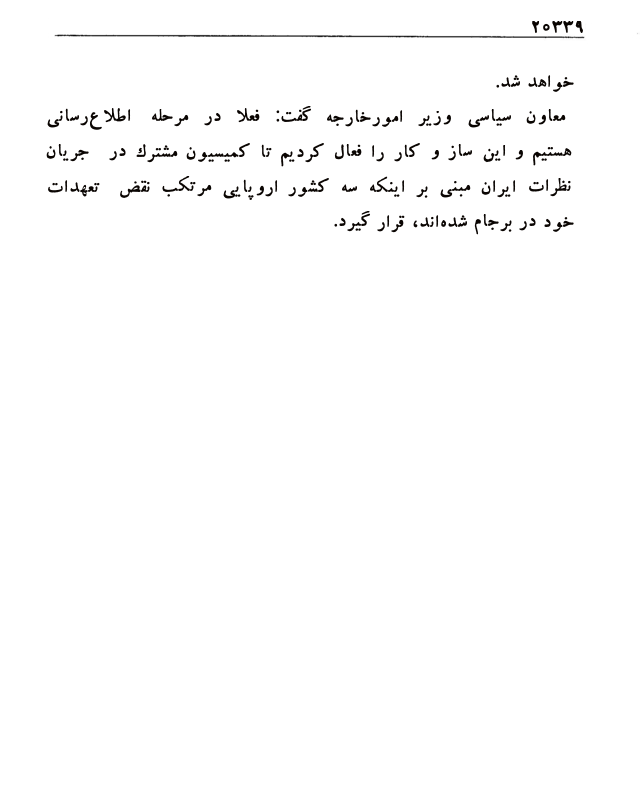 ۲۰۳۳۹
خواهد شد.
معاون سیاسی وزیر امورخارجه گفت: فعلا در مرحله اطلاع‌رسانی
هستیم و این ساز و کار را فعال کردیم تا کمیسیون مشترك در جریان
نظرات ایران مبنی بر اینکه سه کشور اروپایی مرتکب نقض تعهدات
خود در برجام شده‌اند، قرار گیرد.